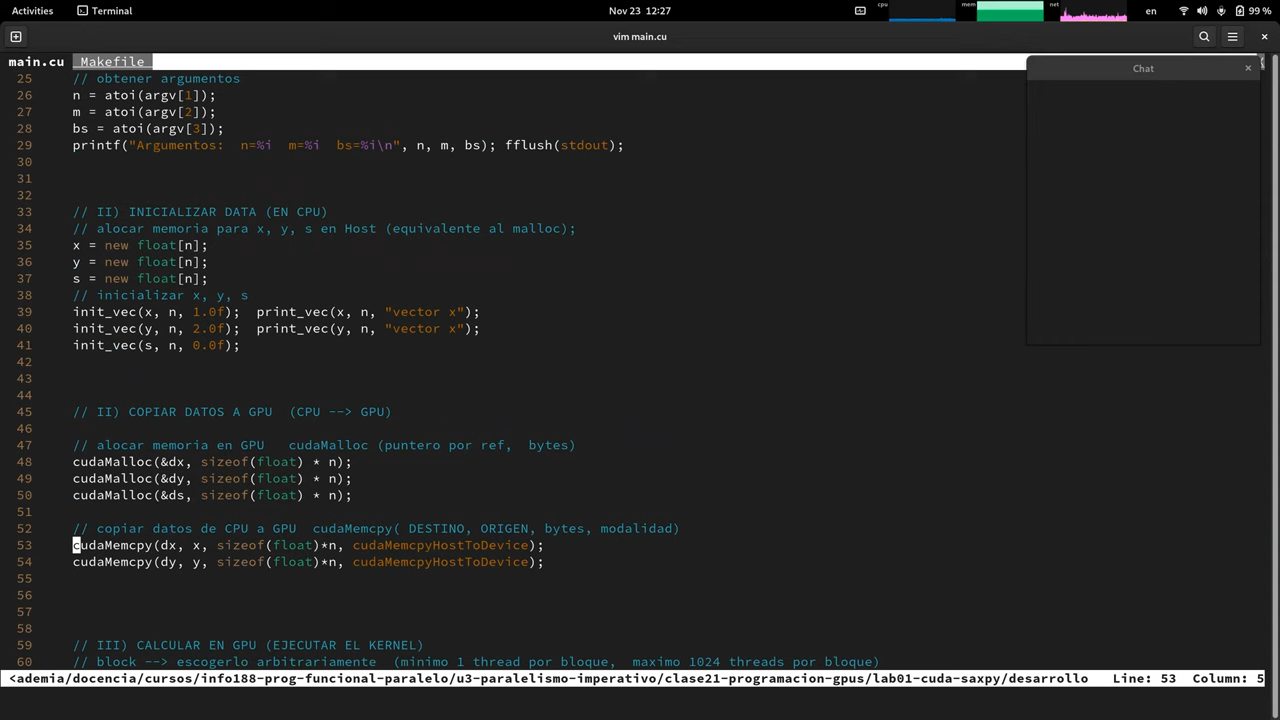 Activities Terminal Nov 23 12:27 cpu mem net en 99 %
vim main.cu
main.cu Makefile
Chat
25 // obtener argumentos
26 n = atoi(argv[1]);
27 m = atoi(argv[2]);
28 bs = atoi(argv[3]);
29 printf("Argumentos:  n=%i  m=%i  bs=%i\n", n, m, bs); fflush(stdout);
30
31
32
33 // II) INICIALIZAR DATA (EN CPU)
34 // alocar memoria para x, y, s en Host (equivalente al malloc);
35 x = new float[n];
36 y = new float[n];
37 s = new float[n];
38 // inicializar x, y, s
39 init_vec(x, n, 1.0f);  print_vec(x, n, "vector x");
40 init_vec(y, n, 2.0f);  print_vec(y, n, "vector x");
41 init_vec(s, n, 0.0f);
42
43
44
45 // II) COPIAR DATOS A GPU  (CPU --> GPU)
46
47 // alocar memoria en GPU   cudaMalloc (puntero por ref,  bytes)
48 cudaMalloc(&dx, sizeof(float) * n);
49 cudaMalloc(&dy, sizeof(float) * n);
50 cudaMalloc(&ds, sizeof(float) * n);
51
52 // copiar datos de CPU a GPU  cudaMemcpy( DESTINO, ORIGEN, bytes, modalidad)
53 cudaMemcpy(dx, x, sizeof(float)*n, cudaMemcpyHostToDevice);
54 cudaMemcpy(dy, y, sizeof(float)*n, cudaMemcpyHostToDevice);
55
56
57
58
59 // III) CALCULAR EN GPU (EJECUTAR EL KERNEL)
60 // block --> escogerlo arbitrariamente  (minimo 1 thread por bloque,  maximo 1024 threads por bloque)
<ademia/docencia/cursos/info188-prog-funcional-paralelo/u3-paralelismo-imperativo/clase21-programacion-gpus/lab01-cuda-saxpy/desarrollo Line: 53 Column: 5